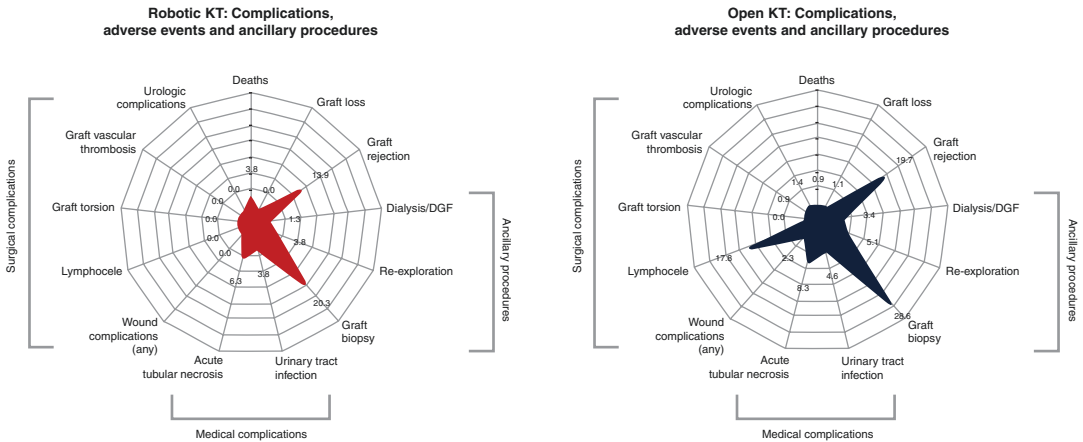 Robotic KT: Complications,
adverse events and ancillary procedures
Deaths
Urologic
complications
Graft loss
Graft vascular
thrombosis
Graft
rejection
3.8
0.0
0.0
13.9
0.0
Graft torsion
0.0
1.3
Dialysis/DGF
0.0
3.8
Lymphocele
0.0
3.8
6.3
Re-exploration
20.3
Wound
complications
(any)
Graft
biopsy
Acute
tubular necrosis
Urinary tract
infection
Surgical complications
Ancillary procedures
Medical complications
Open KT: Complications,
adverse events and ancillary procedures
Deaths
Urologic
complications
Graft loss
Graft vascular
thrombosis
Graft
rejection
19.7
1.4
0.9
1.1
0.9
Graft torsion
0.0
3.4
Dialysis/DGF
5.1
17.8
2.3
Lymphocele
4.6
8.3
Re-exploration
28.6
Wound
complications
(any)
Graft
biopsy
Acute
tubular necrosis
Urinary tract
infection
Surgical complications
Ancillary procedures
Medical complications